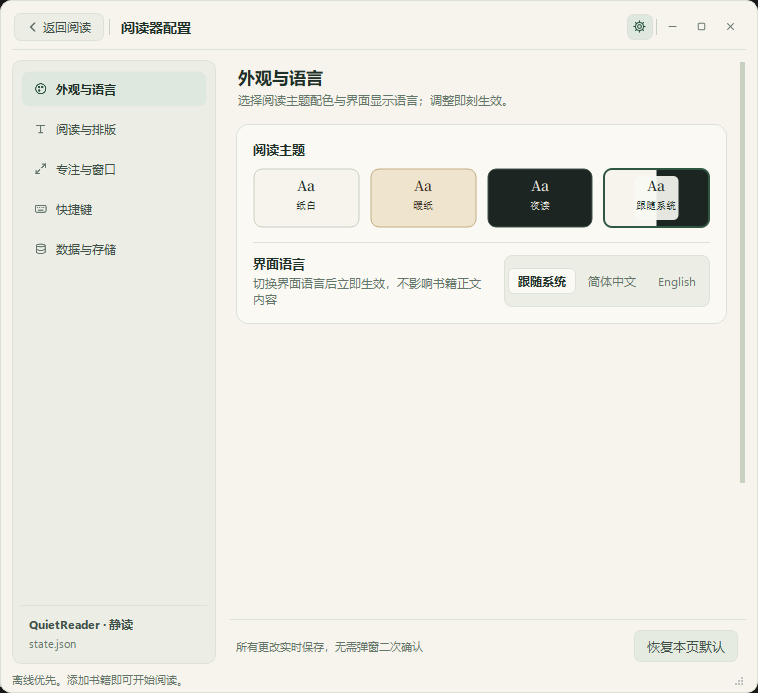 返回阅读
阅读器配置
外观与语言
阅读与排版
专注与窗口
快捷键
数据与存储
QuietReader · 静读
state.json
外观与语言
选择阅读主题配色与界面显示语言；调整即刻生效。
阅读主题
Aa
纸白
Aa
暖纸
Aa
夜读
Aa
跟随系统
界面语言
切换界面语言后立即生效，不影响书籍正文
内容
跟随系统
简体中文
English
所有更改实时保存，无需弹窗二次确认
恢复本页默认
离线优先。添加书籍即可开始阅读。